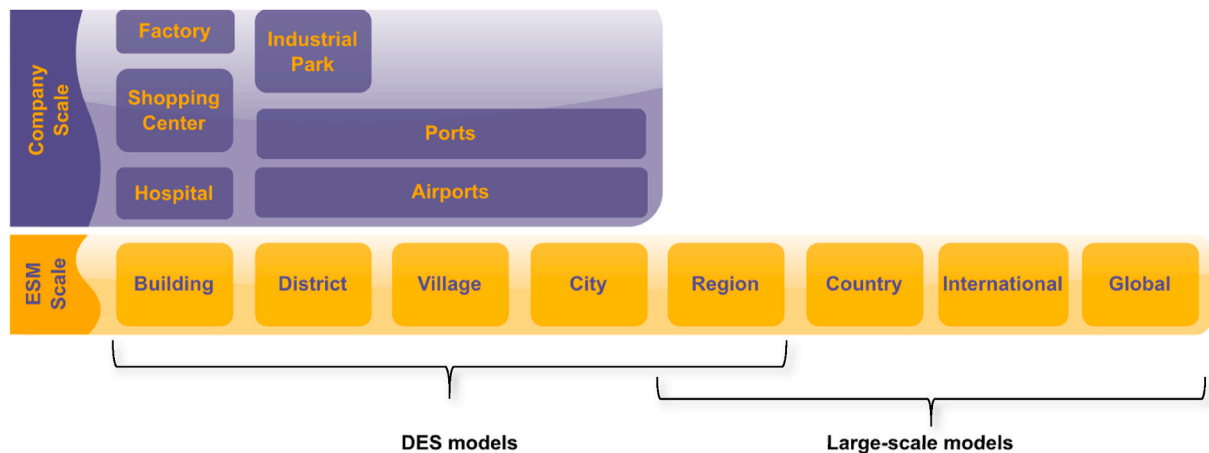 Company
Scale
Factory
Industrial
Park
Shopping
Center
Ports
Hospital
Airports
ESM
Scale
Building
District
Village
City
Region
Country
International
Global
DES models
Large-scale models